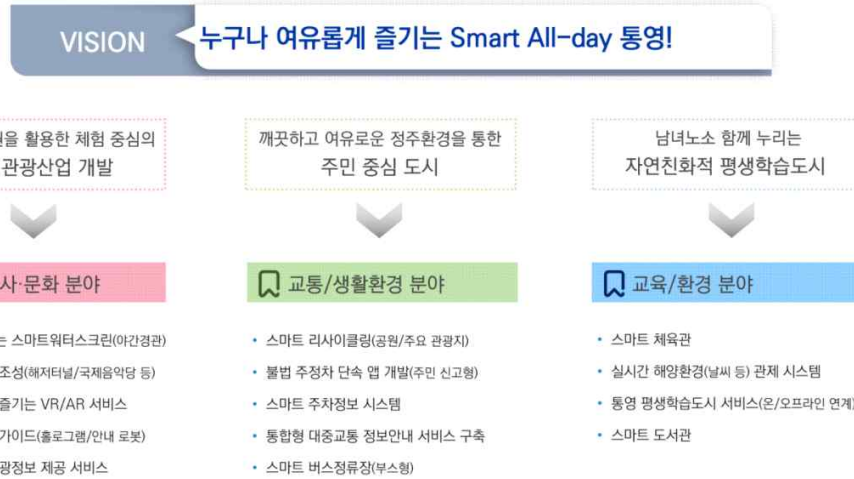 VISION
누구나 여유롭게 즐기는 Smart All-day 통영!
을 활용한 체험 중심의
관광산업 개발
깨끗하고 여유로운 정주환경을 통한
주민 중심 도시
남녀노소 함께 누리는
자연친화적 평생학습도시
사·문화 분야
교통/생활환경 분야
교육/환경 분야
는 스마트워터스크린(야간경관)
조성(해저터널/국제음악당 등)
즐기는 VR/AR 서비스
가이드(홀로그램/안내 로봇)
광정보 제공 서비스
• 스마트 리사이클링(공원/주요 관광지)
• 불법 주정차 단속 앱 개발(주민 신고형)
• 스마트 주차정보 시스템
• 통합형 대중교통 정보안내 서비스 구축
• 스마트 버스정류장(부스형)
• 스마트 체육관
• 실시간 해양환경(날씨 등) 관제 시스템
• 통영 평생학습도시 서비스(온/오프라인 연계)
• 스마트 도서관